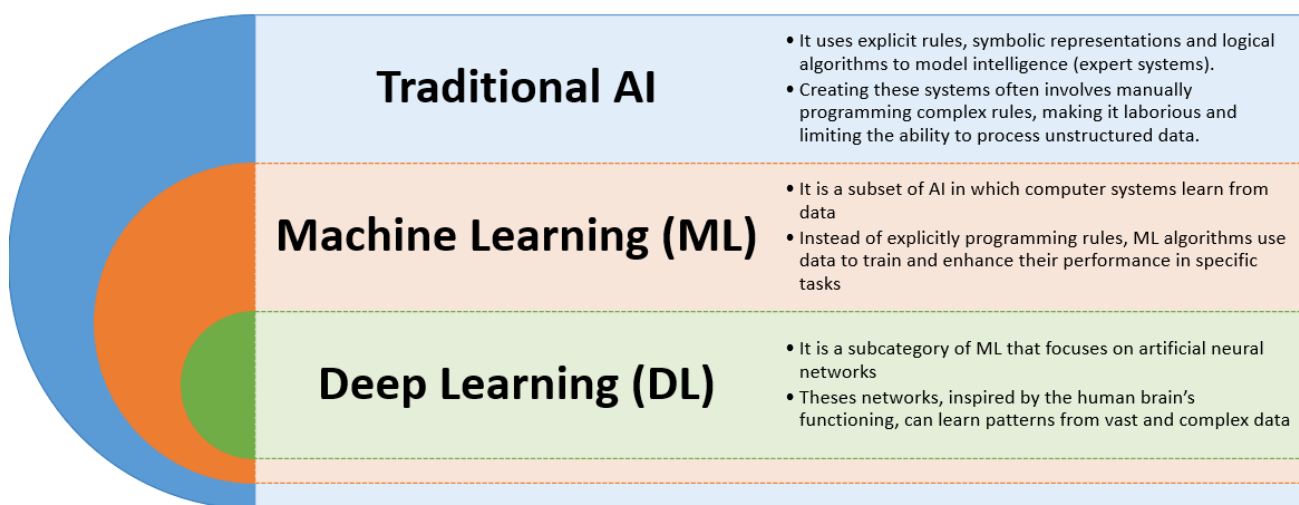 Traditional AI
• It uses explicit rules, symbolic representations and logical
algorithms to model intelligence (expert systems).
• Creating these systems often involves manually
programming complex rules, making it laborious and
limiting the ability to process unstructured data.
Machine Learning (ML)
• It is a subset of AI in which computer systems learn from
data
• Instead of explicitly programming rules, ML algorithms use
data to train and enhance their performance in specific
tasks
Deep Learning (DL)
• It is a subcategory of ML that focuses on artificial neural
networks
• Theses networks, inspired by the human brain's
functioning, can learn patterns from vast and complex data